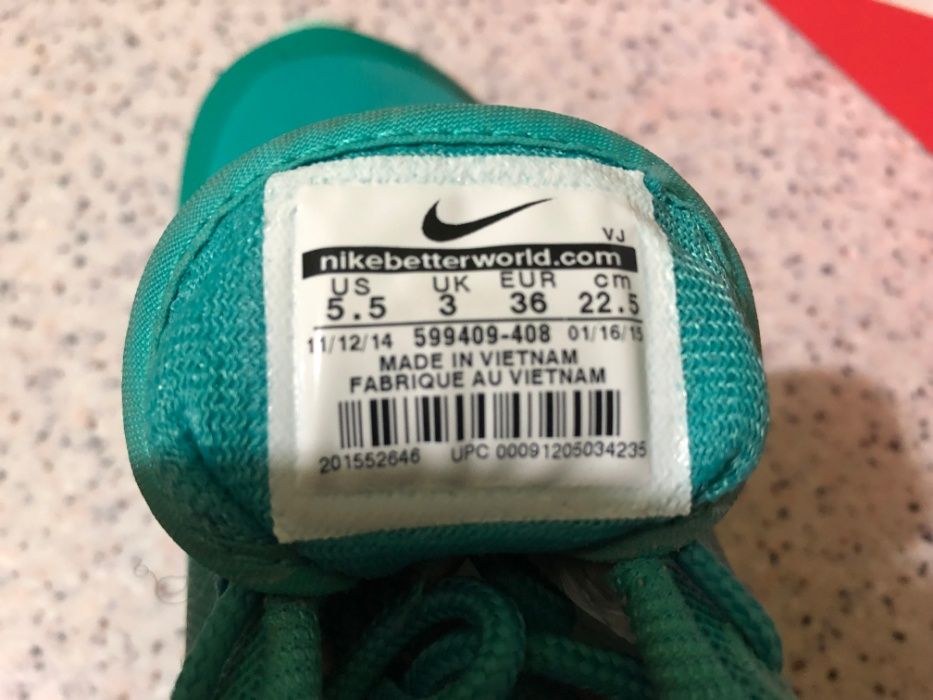 VJ
nikebetterworld.com
US UK EUR cm
5.5 3 36 22.5
11/12/14 599409-408 01/16/15
MADE IN VIETNAM
FABRIQUE AU VIETNAM
201552646 UPC 00091205034235